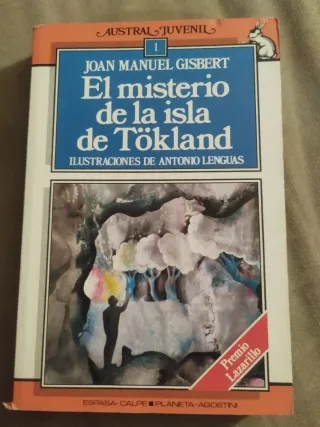 AUSTRAL JUVENIL
1
JOAN MANUEL GISBERT
El misterio
de la isla
de Tökland
ILUSTRACIONES DE ANTONIO LENGUAS
Premio
Lazarillo
ESPASA-CALPE ■ PLANETA-AGOSTINI